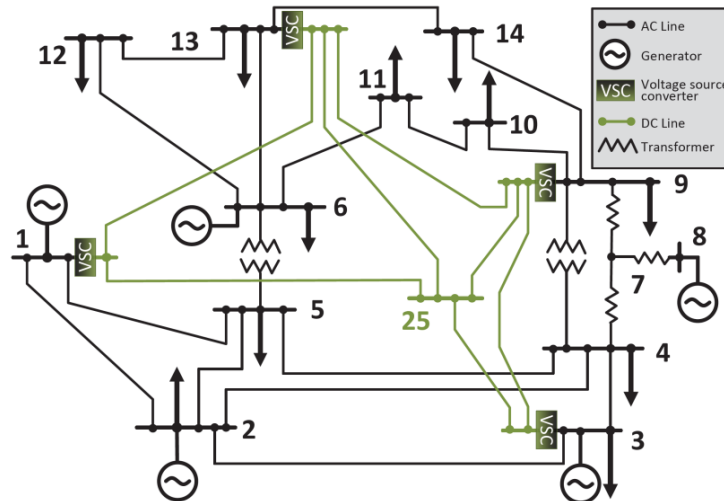 12
13
VSC
14
11
10
AC Line
Generator
VSC
Voltage source
converter
DC Line
Transformer
6
VSC
9
1
VSC
8
7
5
25
4
2
VSC
3